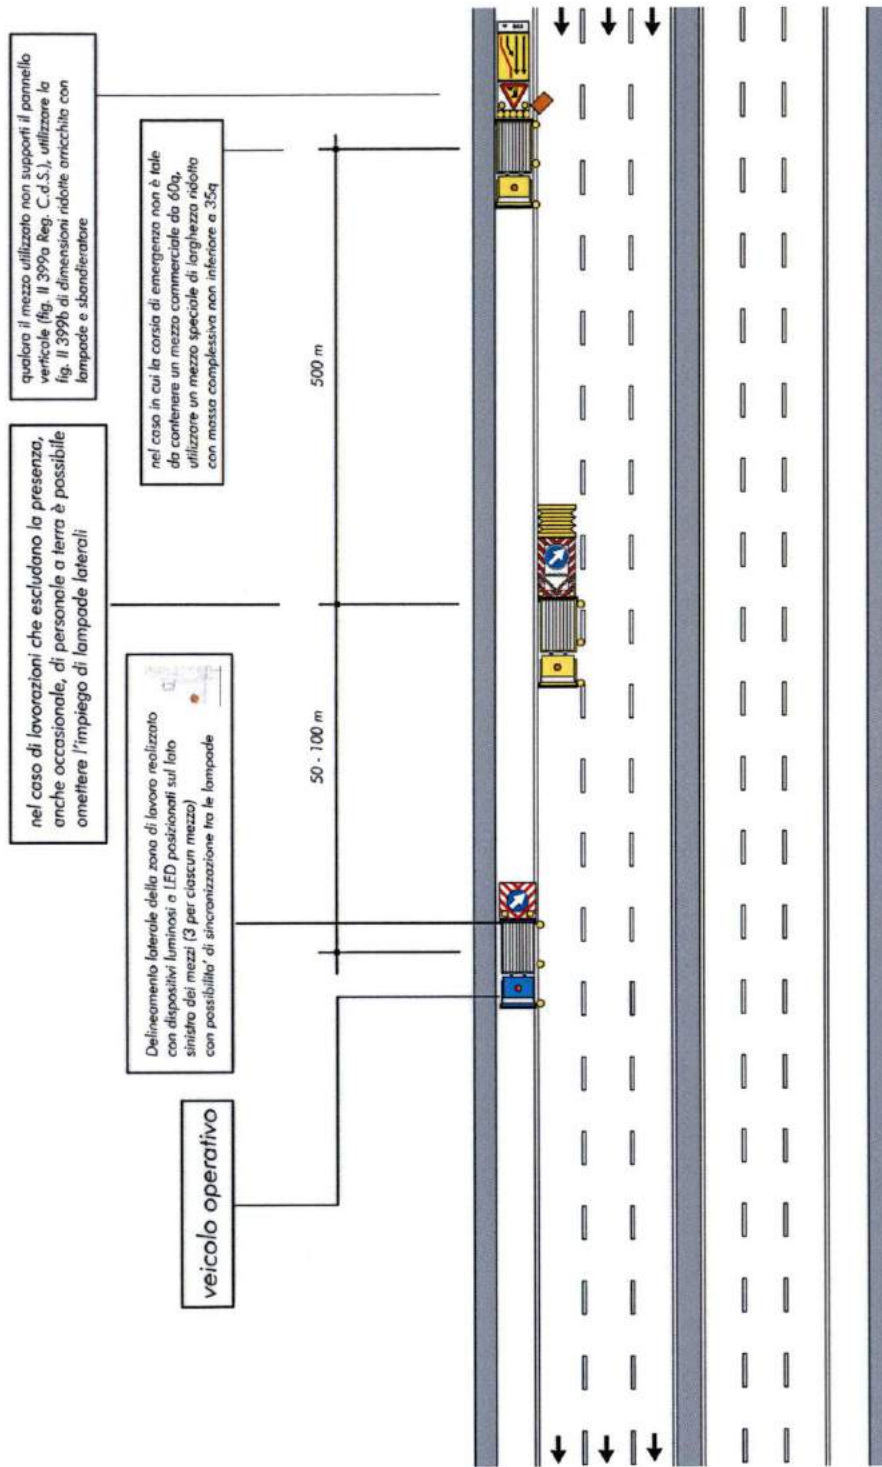 qualora il mezzo utilizzato non supporti il pannello
verticale (fig. II 399a Reg. C.d.S.), utilizzare la
fig. II 399b di dimensioni ridotte arricchita con
lampade e sbandieratore
nel caso in cui la corsia di emergenza non è tale
da contenere un mezzo commerciale da 60q,
utilizzare un mezzo speciale di larghezza ridotta
con massa complessiva non inferiore a 35q
nel caso di lavorazioni che escludano la presenza,
anche occasionale, di personale a terra è possibile
omettere l'impiego di lampade laterali
Delineamento laterale della zona di lavoro realizzato
con dispositivi luminosi a LED posizionati sul lato
sinistro dei mezzi (3 per ciascun mezzo)
con possibilita' di sincronizzazione tra le lampade
veicolo operativo
500 m
50 - 100 m